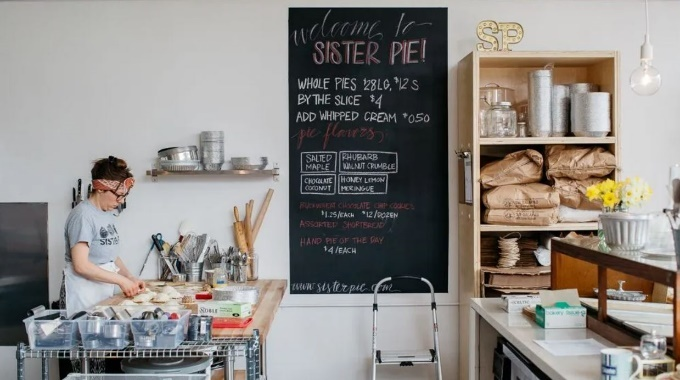 welcome to
SISTER PIE!
WHOLE PIES $28 LG, $12 S
BY THE SLICE $4
ADD WHIPPED CREAM +$0.50
pie flavors
SALTED MAPLE
RHUBARB WALNUT CRUMBLE
CHOCOLATE COCONUT
HONEY LEMON MERINGUE
BUCKWHEAT CHOCOLATE CHIP COOKIES
$1.25/EACH * $12/DOZEN
ASSORTED SHORTBREAD
HAND PIE OF THE DAY
$4/EACH
www.sisterpie.com
SP
SISTER